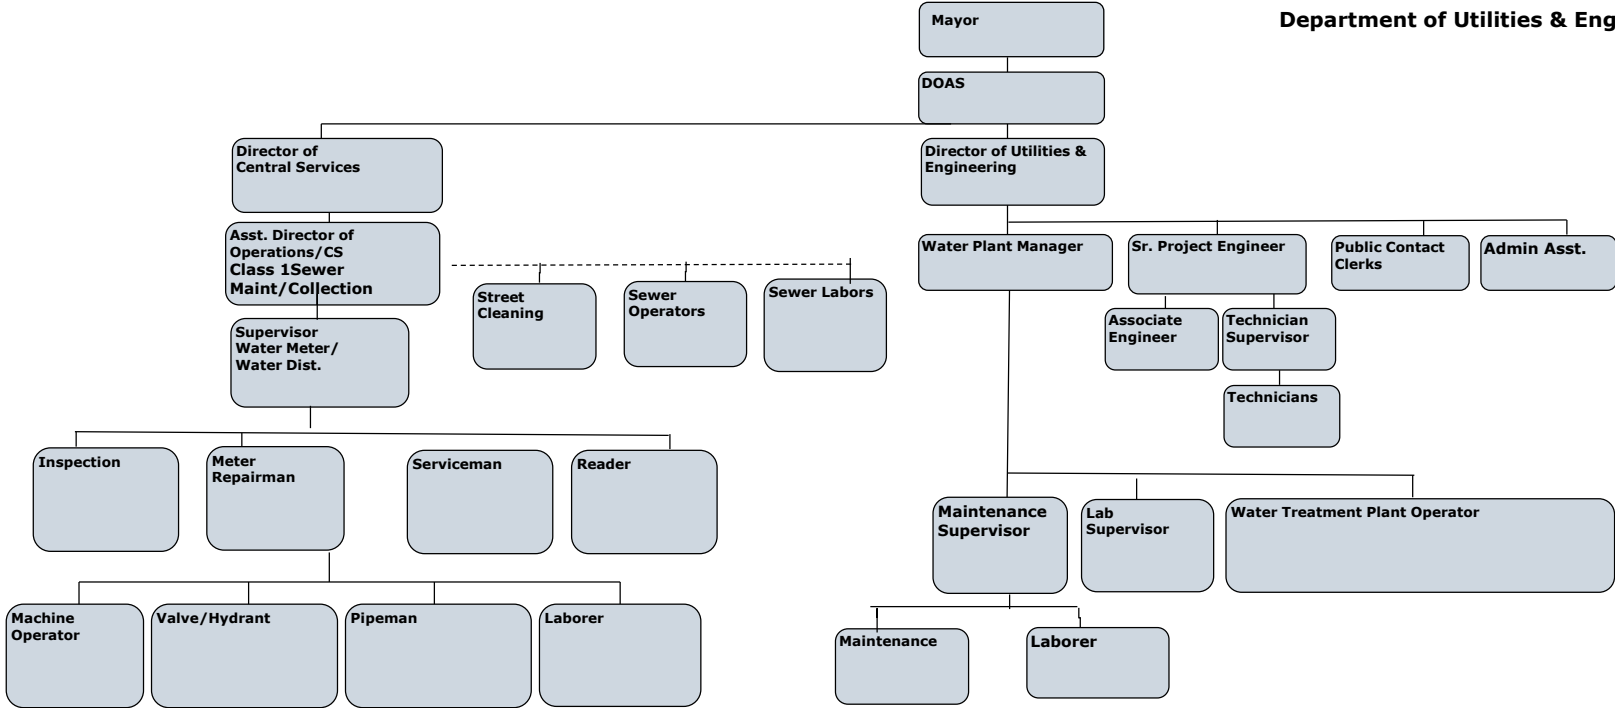 Mayor
Department of Utilities & Eng
DOAS
Director of
Central Services
Director of Utilities &
Engineering
Asst. Director of
Operations/CS
Class 1Sewer
Maint/Collection
Water Plant Manager
Sr. Project Engineer
Public Contact
Clerks
Admin Asst.
Street
Cleaning
Sewer
Operators
Sewer Labors
Supervisor
Water Meter/
Water Dist.
Associate
Engineer
Technician
Supervisor
Technicians
Inspection
Meter
Repairman
Serviceman
Reader
Maintenance
Supervisor
Lab
Supervisor
Water Treatment Plant Operator
Machine
Operator
Valve/Hydrant
Pipeman
Laborer
Maintenance
Laborer